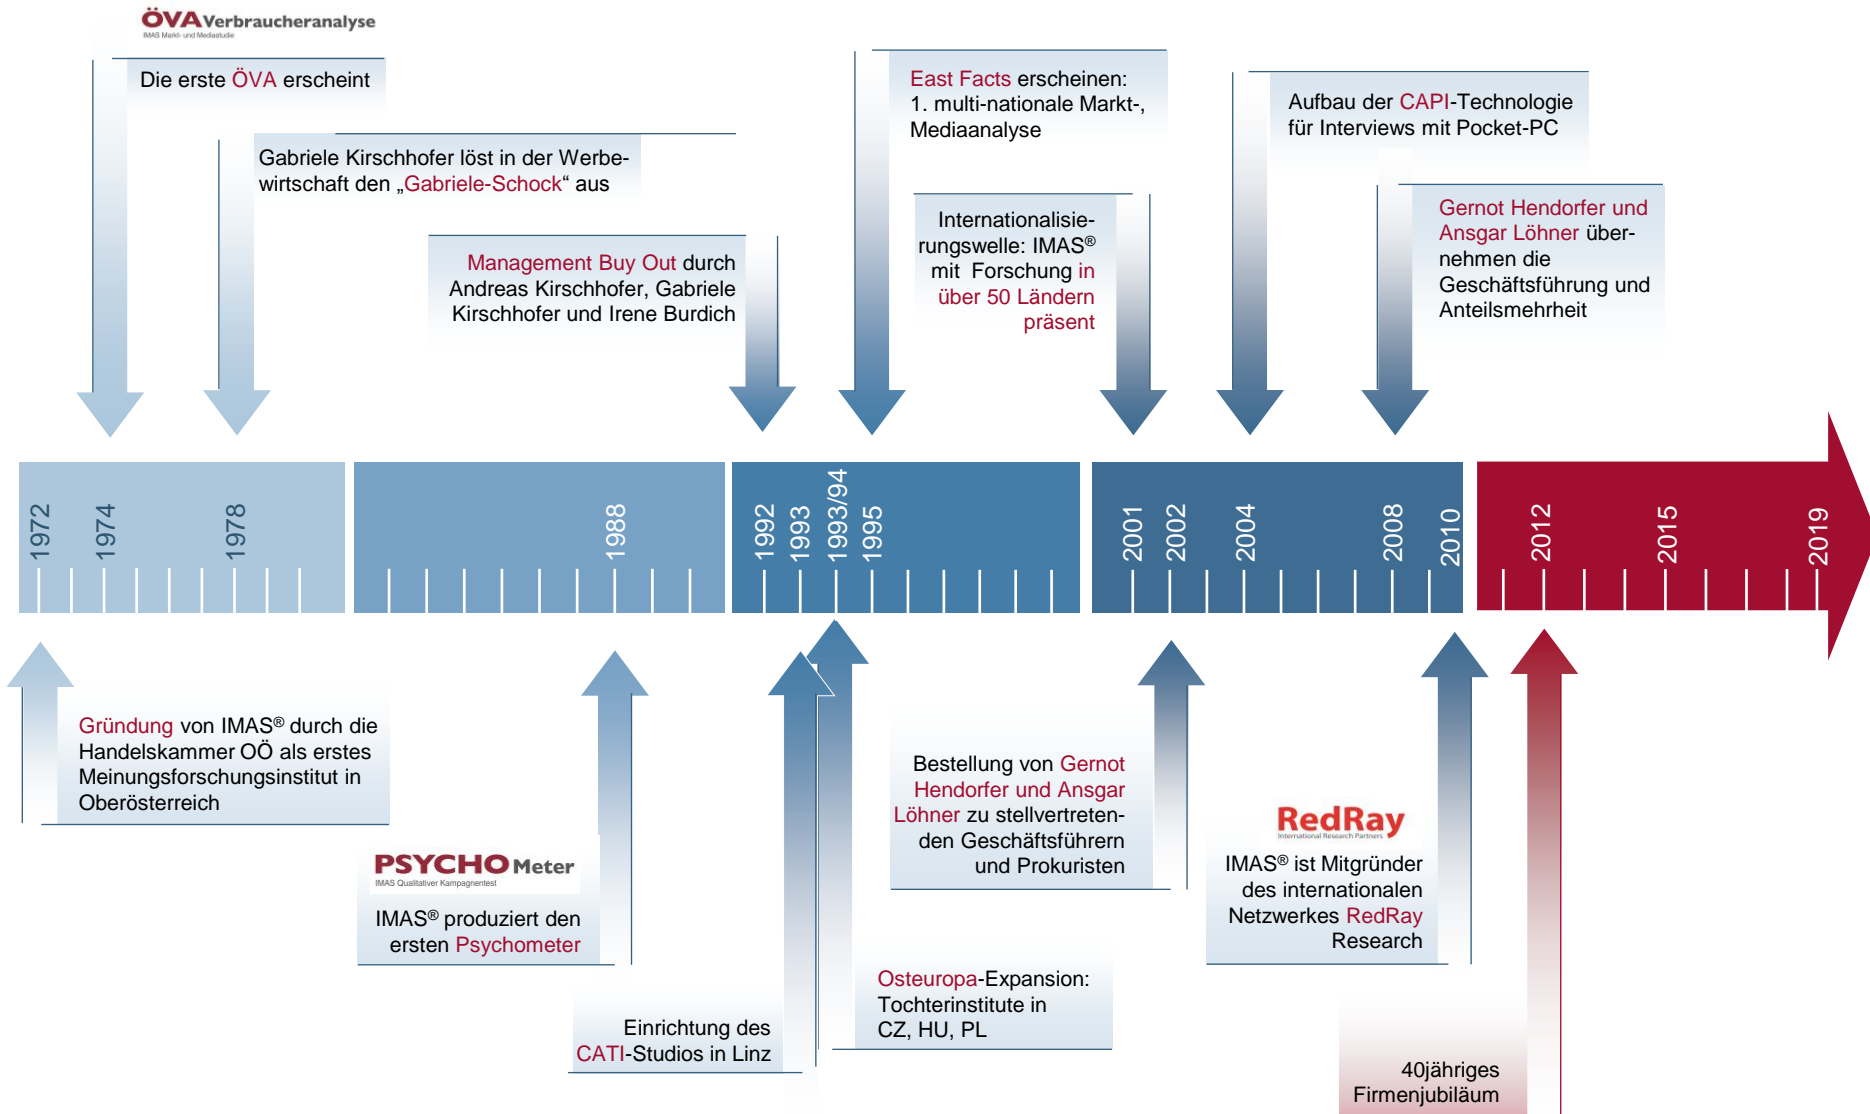 ÖVA Verbraucheranalyse
IMAS Markt- und Mediastudie
Die erste ÖVA erscheint
Gabriele Kirschhofer löst in der Werbe-
wirtschaft den „Gabriele-Schock“ aus
Management Buy Out durch
Andreas Kirschhofer, Gabriele
Kirschhofer und Irene Burdich
East Facts erscheinen:
1. multi-nationale Markt-,
Mediaanalyse
Internationalisie-
rungswelle: IMAS®
mit Forschung in
über 50 Ländern
präsent
Aufbau der CAPI-Technologie
für Interviews mit Pocket-PC
Gernot Hendorfer und
Ansgar Löhner über-
nehmen die
Geschäftsführung und
Anteilsmehrheit
1972
1974
1978
1988
1992
1993
1993/94
1995
2001
2002
2004
2008
2010
2012
2015
2019
Gründung von IMAS® durch die
Handelskammer OÖ als erstes
Meinungsforschungsinstitut in
Oberösterreich
PSYCHO Meter
IMAS Qualitativer Kampagnentest
IMAS® produziert den
ersten Psychometer
Einrichtung des
CATI-Studios in Linz
Osteuropa-Expansion:
Tochterinstitute in
CZ, HU, PL
Bestellung von Gernot
Hendorfer und Ansgar
Löhner zu stellvertreten-
den Geschäftsführern
und Prokuristen
RedRay
International Research Partners
IMAS® ist Mitgründer
des internationalen
Netzwerkes RedRay
Research
40jähriges
Firmenjubiläum